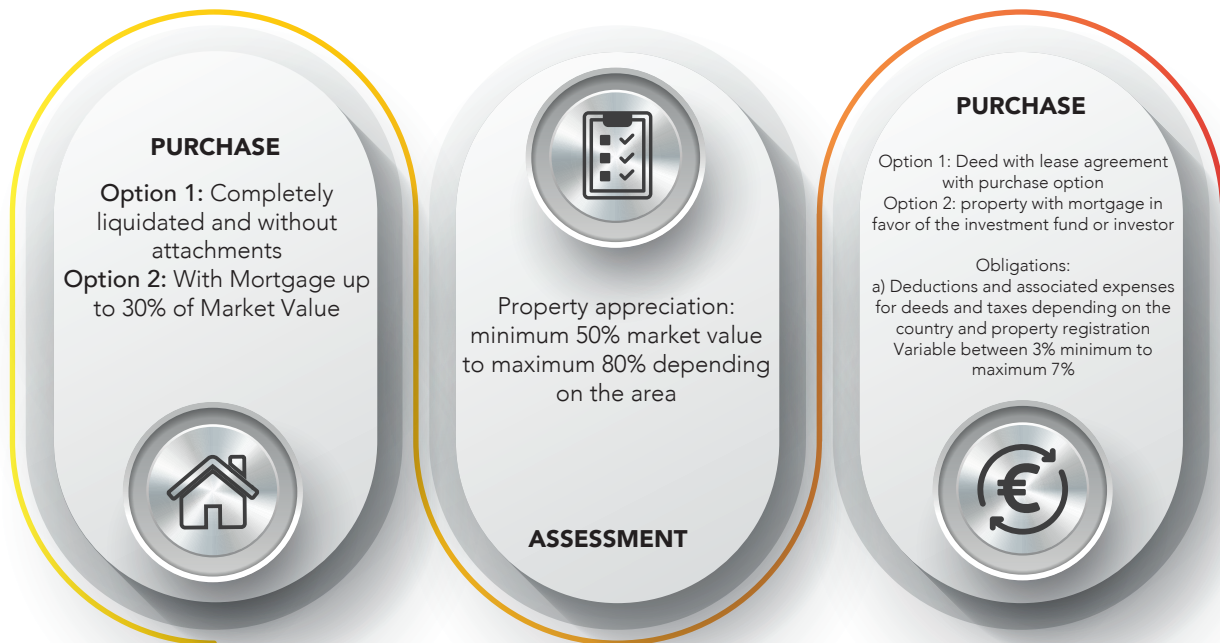 PURCHASE
Option 1: Completely
liquidated and without
attachments
Option 2: With Mortgage up
to 30% of Market Value
Property appreciation:
minimum 50% market value
to maximum 80% depending
on the area
ASSESSMENT
PURCHASE
Option 1: Deed with lease agreement
with purchase option
Option 2: property with mortgage in
favor of the investment fund or investor
Obligations:
a) Deductions and associated expenses
for deeds and taxes depending on the
country and property registration
Variable between 3% minimum to
maximum 7%
€